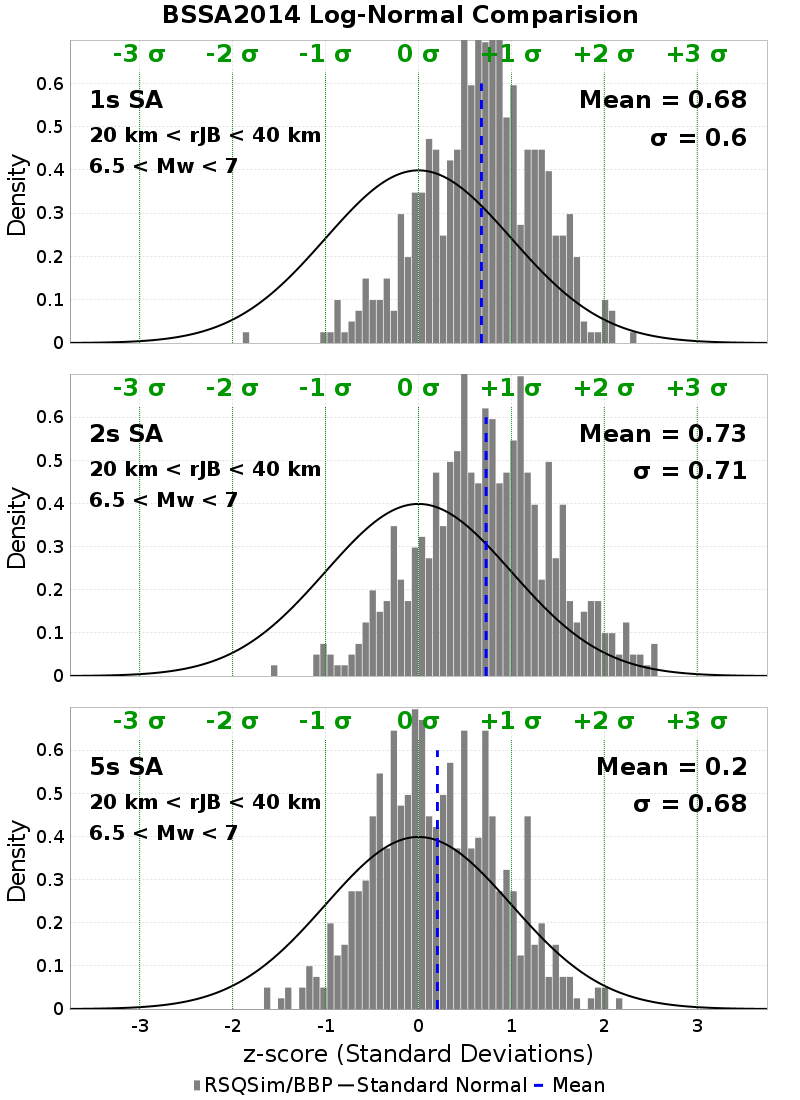 BSSA2014 Log-Normal Comparision
-3 σ -2 σ -1 σ 0 σ +1 σ +2 σ +3 σ
1s SA
20 km < rJB < 40 km
6.5 < Mw < 7
Mean = 0.68
σ = 0.6
Density
0.6
0.5
0.4
0.3
0.2
0.1
0
-3 σ -2 σ -1 σ 0 σ +1 σ +2 σ +3 σ
2s SA
20 km < rJB < 40 km
6.5 < Mw < 7
Mean = 0.73
σ = 0.71
Density
0.6
0.5
0.4
0.3
0.2
0.1
0
-3 σ -2 σ -1 σ 0 σ +1 σ +2 σ +3 σ
5s SA
20 km < rJB < 40 km
6.5 < Mw < 7
Mean = 0.2
σ = 0.68
Density
0.6
0.5
0.4
0.3
0.2
0.1
0
-3 -2 -1 0 1 2 3
z-score (Standard Deviations)
RSQSim/BBP Standard Normal Mean